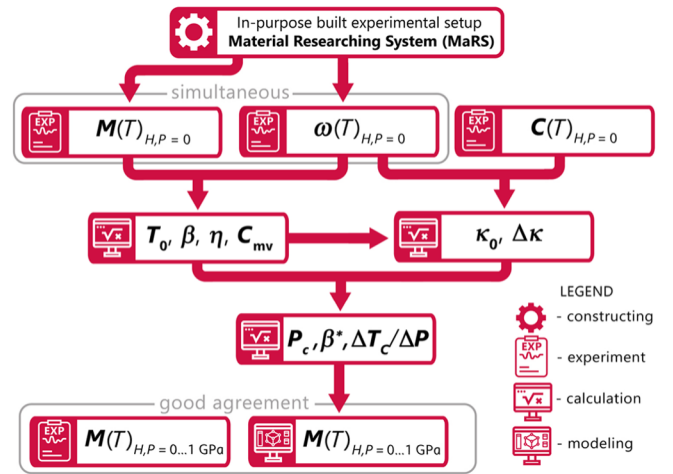 In-purpose built experimental setup
Material Researching System (MaRS)
simultaneous
EXP
M(T)H,P = 0
EXP
ω(T)H,P = 0
EXP
C(T)H,P = 0
√x
T0, β, η, Cmv
√x
κ0, Δκ
√x
Pc, β*, ΔTc/ΔP
LEGEND
- constructing
EXP
- experiment
√x
- calculation
- modeling
good agreement
EXP
M(T)H,P = 0...1 GPa
M(T)H,P = 0...1 GPa